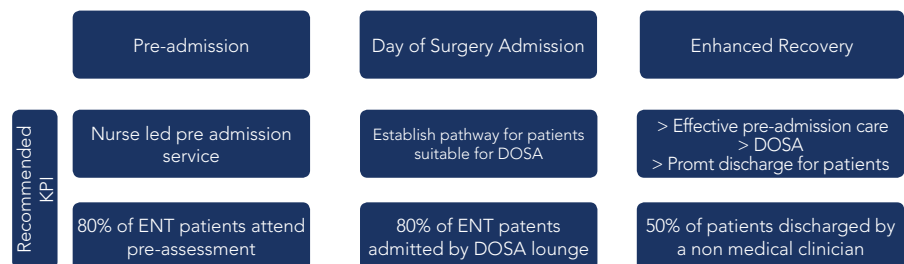 Pre-admission
Day of Surgery Admission
Enhanced Recovery
Recommended
KPI
Nurse led pre admission
service
Establish pathway for patients
suitable for DOSA
> Effective pre-admission care
> DOSA
> Promt discharge for patients
80% of ENT patients attend
pre-assessment
80% of ENT patents
admitted by DOSA lounge
50% of patients discharged by
a non medical clinician